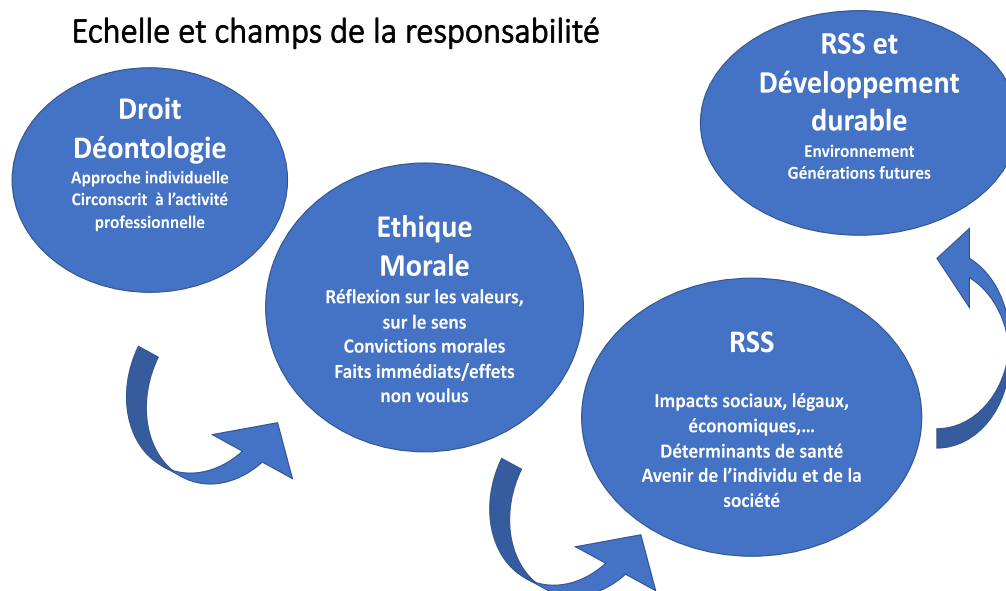 Echelle et champs de la responsabilité
Droit
Déontologie
Approche individuelle
Circonscrit à l’activité
professionnelle
Ethique
Morale
Réflexion sur les valeurs,
sur le sens
Convictions morales
Faits immédiats/effets
non voulus
RSS
Impacts sociaux, légaux,
économiques,…
Déterminants de santé
Avenir de l’individu et de la
société
RSS et
Développement
durable
Environnement
Générations futures